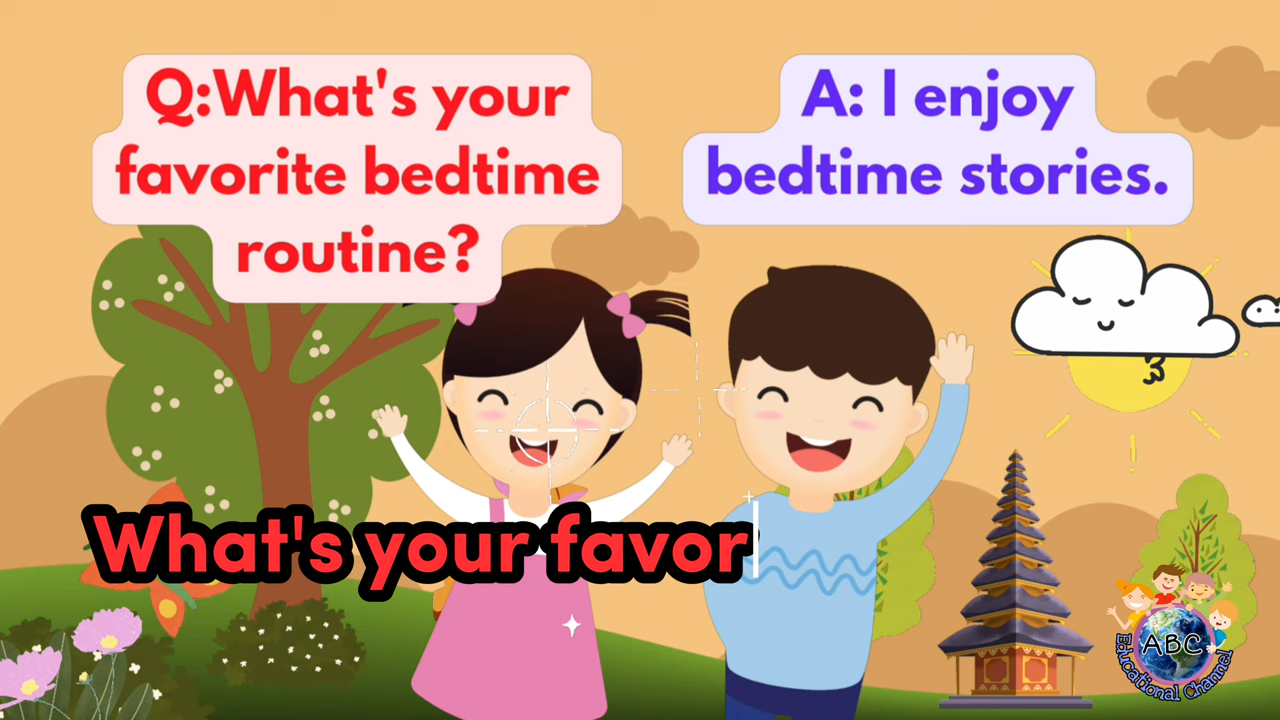 Q:What's your
favorite bedtime
routine?
A: I enjoy
bedtime stories.
What's your favor
ABC
Educational Channel